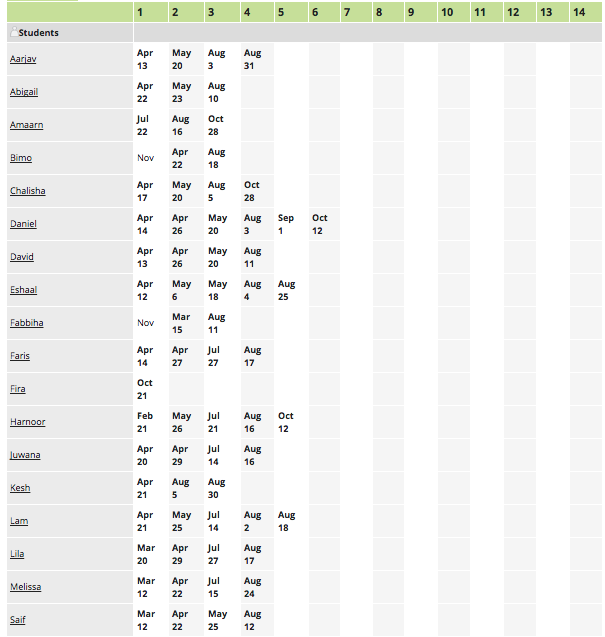 1 2 3 4 5 6 7 8 9 10 11 12 13 14
Students
Aarjav Apr 13 May 20 Aug 3 Aug 31
Abigail Apr 22 May 23 Aug 10
Amaarn Jul 22 Aug 16 Oct 28
Bimo Nov Apr 22 Aug 18
Chalisha Apr 17 May 20 Aug 5 Oct 28
Daniel Apr 14 Apr 26 May 20 Aug 3 Sep 1 Oct 12
David Apr 13 Apr 26 May 20 Aug 11
Eshaal Apr 12 May 6 May 18 Aug 4 Aug 25
Fabbiha Nov Mar 15 Aug 11
Faris Apr 14 Apr 27 Jul 27 Aug 17
Fira Oct 21
Harnoor Feb 21 May 26 Jul 21 Aug 16 Oct 12
Juwana Apr 20 Apr 29 Jul 14 Aug 16
Kesh Apr 21 Aug 5 Aug 30
Lam Apr 21 May 25 Jul 14 Aug 2 Aug 18
Lila Mar 20 Apr 29 Jul 27 Aug 17
Melissa Mar 12 Apr 22 Jul 15 Aug 24
Saif Mar 12 Apr 22 May 25 Aug 12